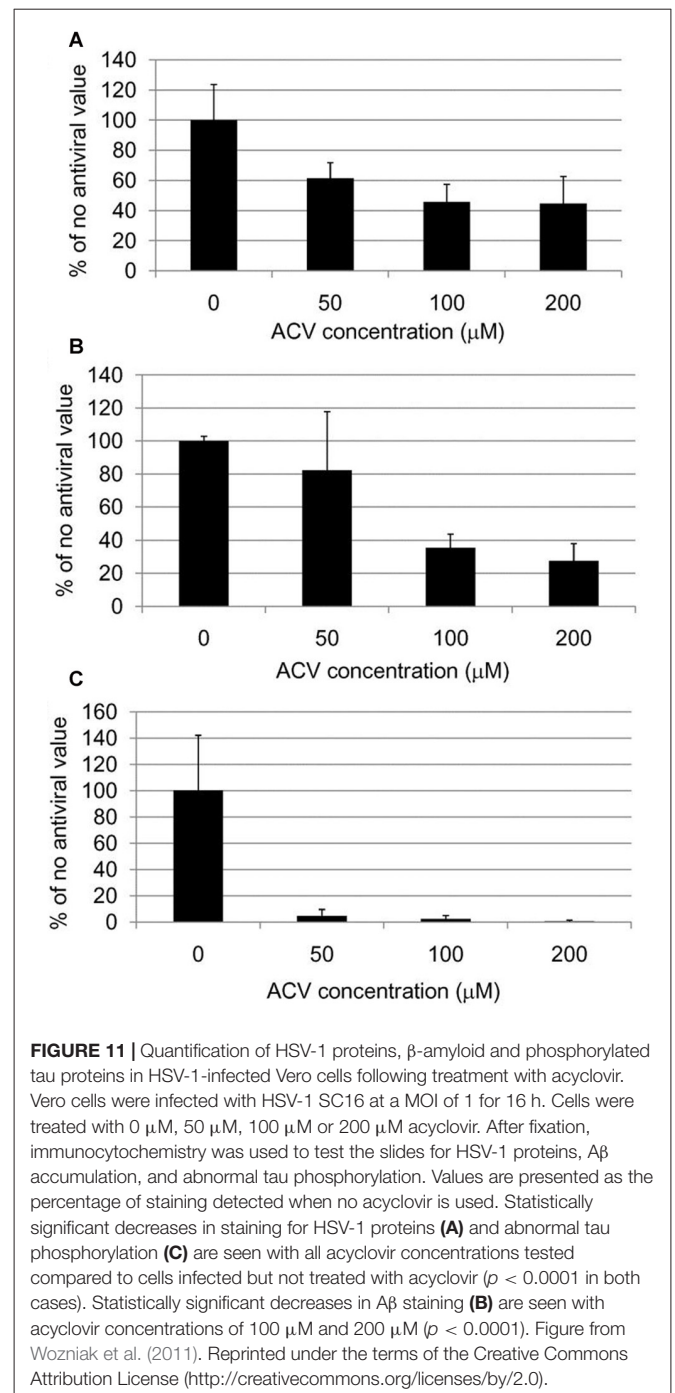 A
140
120
100
80
60
40
20
0
% of no antiviral value
0 50 100 200
ACV concentration (μM)
B
140
120
100
80
60
40
20
0
% of no antiviral value
0 50 100 200
ACV concentration (μM)
C
160
140
120
100
80
60
40
20
0
% of no antiviral value
0 50 100 200
ACV concentration (μM)
FIGURE 11 | Quantification of HSV-1 proteins, β-amyloid and phosphorylated
tau proteins in HSV-1-infected Vero cells following treatment with acyclovir.
Vero cells were infected with HSV-1 SC16 at a MOI of 1 for 16 h. Cells were
treated with 0 μM, 50 μM, 100 μM or 200 μM acyclovir. After fixation,
immunocytochemistry was used to test the slides for HSV-1 proteins, Aβ
accumulation, and abnormal tau phosphorylation. Values are presented as the
percentage of staining detected when no acyclovir is used. Statistically
significant decreases in staining for HSV-1 proteins (A) and abnormal tau
phosphorylation (C) are seen with all acyclovir concentrations tested
compared to cells infected but not treated with acyclovir (p < 0.0001 in both
cases). Statistically significant decreases in Aβ staining (B) are seen with
acyclovir concentrations of 100 μM and 200 μM (p < 0.0001). Figure from
Wozniak et al. (2011). Reprinted under the terms of the Creative Commons
Attribution License (http://creativecommons.org/licenses/by/2.0).